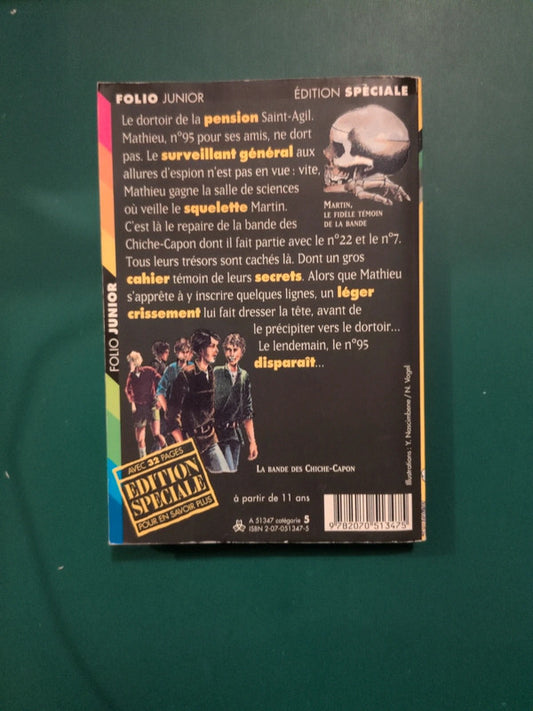 FOLIO JUNIOR
ÉDITION SPÉCIALE
Le dortoir de la pension Saint-Agil.
Mathieu, n°95 pour ses amis, ne dort
pas. Le surveillant général aux
allures d'espion n'est pas en vue : vite,
Mathieu gagne la salle de sciences
où veille le squelette Martin.
C'est là le repaire de la bande des
Chiche-Capon dont il fait partie avec le n°22 et le n°7.
Tous leurs trésors sont cachés là. Dont un gros
cahier témoin de leurs secrets. Alors que Mathieu
s'apprête à y inscrire quelques lignes, un léger
crissement lui fait dresser la tête, avant de
le précipiter vers le dortoir...
Le lendemain, le n°95
disparaît...
MARTIN,
LE FIDÈLE TÉMOIN
DE LA BANDE
FOLIO JUNIOR
LA BANDE DES CHICHE-CAPON
Illustrations : Y. Nascimbene / N. Vogel
AVEC 32 PAGES
EDITION
SPECIALE
POUR EN SAVOIR PLUS
à partir de 11 ans
A 51347 catégorie 5
ISBN 2-07-051347-5
9 782070 513475